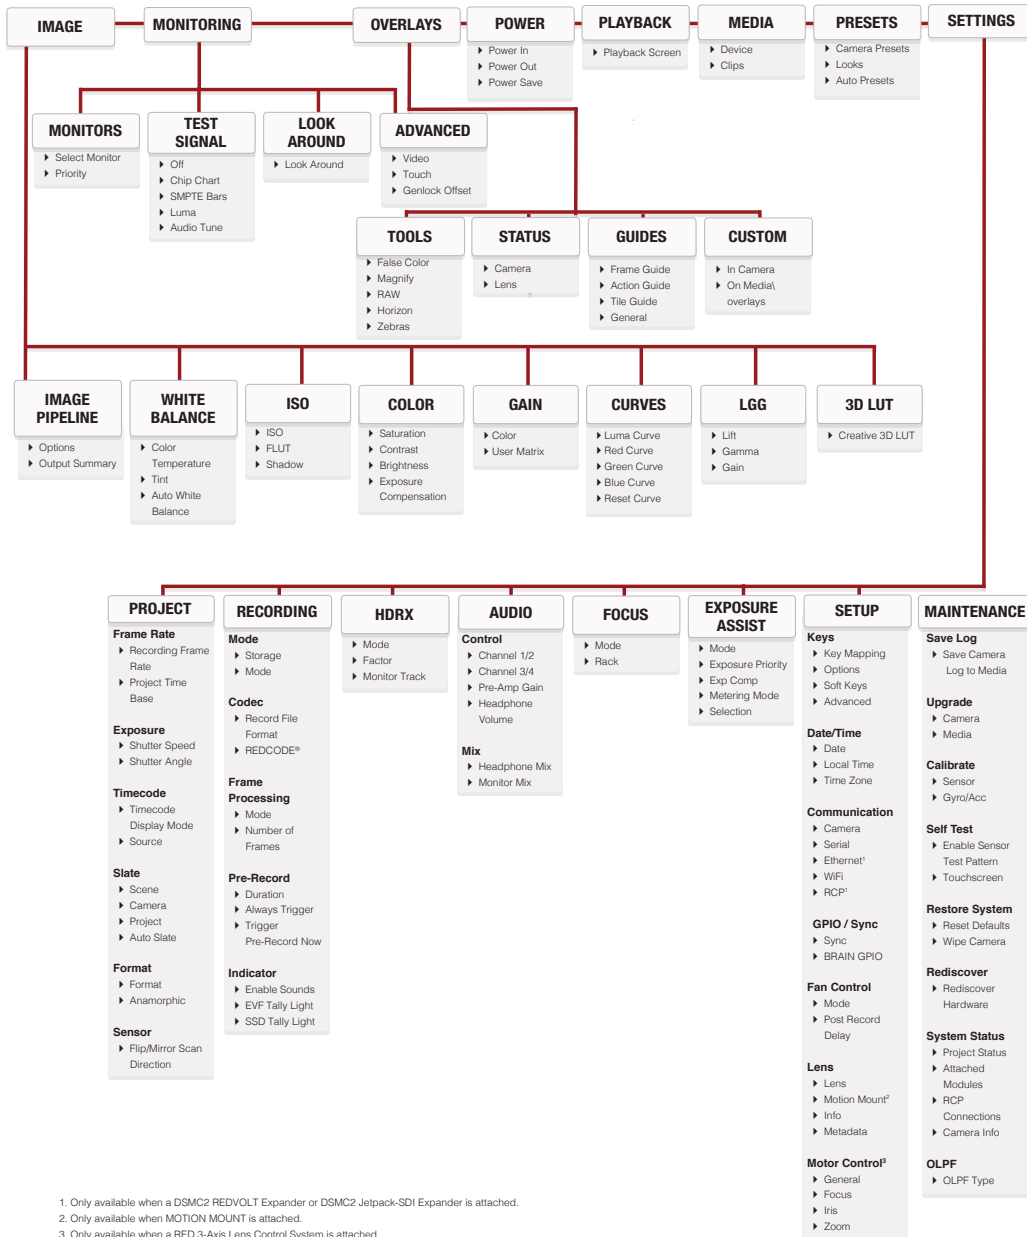 IMAGE
MONITORING
OVERLAYS
POWER
Power In
Power Out
Power Save
PLAYBACK
Playback Screen
MEDIA
Device
Clips
PRESETS
Camera Presets
Looks
Auto Presets
SETTINGS
MONITORS
Select Monitor
Priority
TEST
SIGNAL
Off
Chip Chart
SMPTE Bars
Luma
Audio Tune
LOOK
AROUND
Look Around
ADVANCED
Video
Touch
Genlock Offset
TOOLS
False Color
Magnify
RAW
Horizon
Zebras
STATUS
Camera
Lens
GUIDES
Frame Guide
Action Guide
Tile Guide
General
CUSTOM
In Camera
On Media\
overlays
IMAGE
PIPELINE
Options
Output Summary
WHITE
BALANCE
Color
Temperature
Tint
Auto White
Balance
ISO
ISO
FLUT
Shadow
COLOR
Saturation
Contrast
Brightness
Exposure
Compensation
GAIN
Color
User Matrix
CURVES
Luma Curve
Red Curve
Green Curve
Blue Curve
Reset Curve
LGG
Lift
Gamma
Gain
3D LUT
Creative 3D LUT
PROJECT
Frame Rate
Recording Frame
Rate
Project Time
Base
Exposure
Shutter Speed
Shutter Angle
Timecode
Timecode
Display Mode
Source
Slate
Scene
Camera
Project
Auto Slate
Format
Format
Anamorphic
Sensor
Flip/Mirror Scan
Direction
RECORDING
Mode
Storage
Mode
Codec
Record File
Format
REDCODE®
Frame
Processing
Mode
Number of
Frames
Pre-Record
Duration
Always Trigger
Trigger
Pre-Record Now
Indicator
Enable Sounds
EVF Tally Light
SSD Tally Light
HDRX
Mode
Factor
Monitor Track
AUDIO
Control
Channel 1/2
Channel 3/4
Pre-Amp Gain
Headphone
Volume
Mix
Headphone Mix
Monitor Mix
FOCUS
Mode
Rack
EXPOSURE
ASSIST
Mode
Exposure Priority
Exp Comp
Metering Mode
Selection
SETUP
Keys
Key Mapping
Options
Soft Keys
Advanced
Date/Time
Date
Local Time
Time Zone
Communication
Camera
Serial
Ethernet¹
WiFi
RCP¹
GPIO / Sync
Sync
BRAIN GPIO
Fan Control
Mode
Post Record
Delay
Lens
Lens
Motion Mount²
Info
Metadata
Motor Control³
General
Focus
Iris
Zoom
MAINTENANCE
Save Log
Save Camera
Log to Media
Upgrade
Camera
Media
Calibrate
Sensor
Gyro/Acc
Self Test
Enable Sensor
Test Pattern
Touchscreen
Restore System
Reset Defaults
Wipe Camera
Rediscover
Rediscover
Hardware
System Status
Project Status
Attached
Modules
RCP
Connections
Camera Info
OLPF
OLPF Type
1. Only available when a DSMC2 REDVOLT Expander or DSMC2 Jetpack-SDI Expander is attached.
2. Only available when MOTION MOUNT is attached.
3. Only available when a RED 3-Axis Lens Control System is attached.